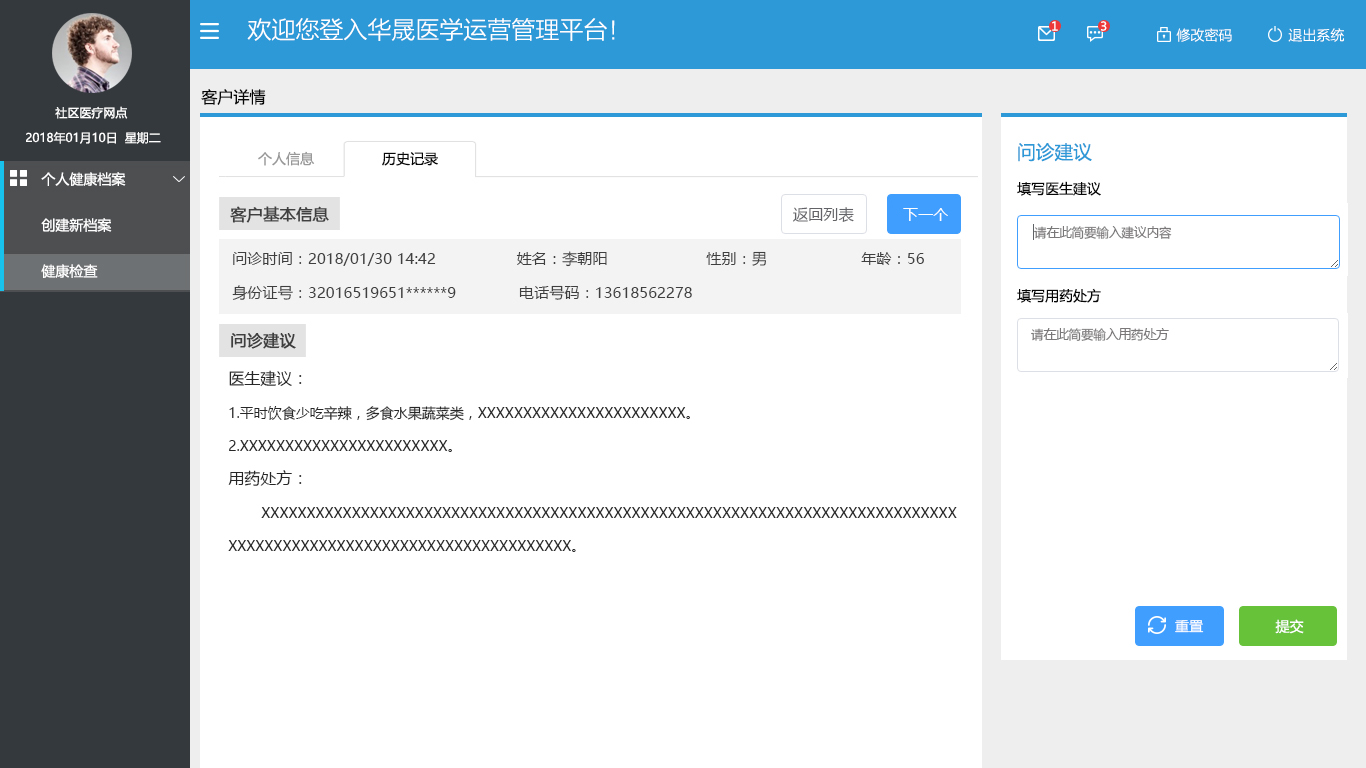 社区医疗网点
2018年01月10日 星期二
个人健康档案
创建新档案
健康检查
欢迎您登入华晟医学运营管理平台！
1
3
修改密码
退出系统
客户详情
个人信息
历史记录
客户基本信息
返回列表
下一个
问诊时间：2018/01/30 14:42 姓名：李朝阳 性别：男 年龄：56
身份证号：32016519651******9 电话号码：13618562278
问诊建议
医生建议：
1.平时饮食少吃辛辣，多食水果蔬菜类，XXXXXXXXXXXXXXXXXXXXXXX。
2.XXXXXXXXXXXXXXXXXXXXXXX。
用药处方：
XXXXXXXXXXXXXXXXXXXXXXXXXXXXXXXXXXXXXXXXXXXXXXXXXXXXXXXXXXXXXXXXXXXXXXXXXXXXX
XXXXXXXXXXXXXXXXXXXXXXXXXXXXXXXXXXXXXX。
问诊建议
填写医生建议
请在此简要输入建议内容
填写用药处方
请在此简要输入用药处方
重置
提交